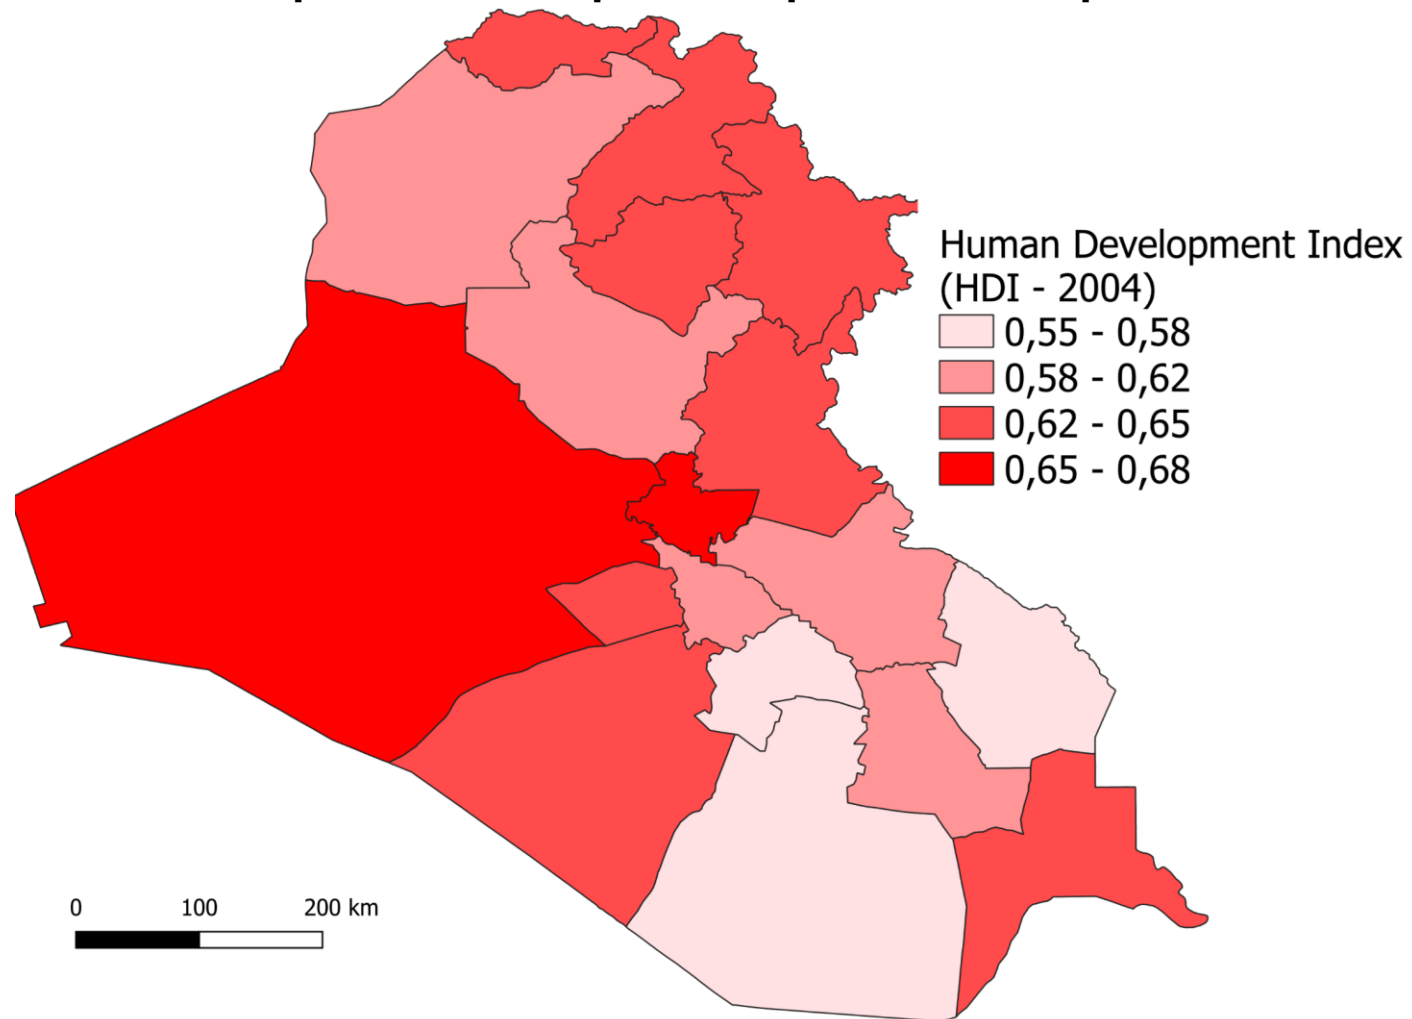 Human Development Index
(HDI - 2004)
0,55 - 0,58
0,58 - 0,62
0,62 - 0,65
0,65 - 0,68
0 100 200 km